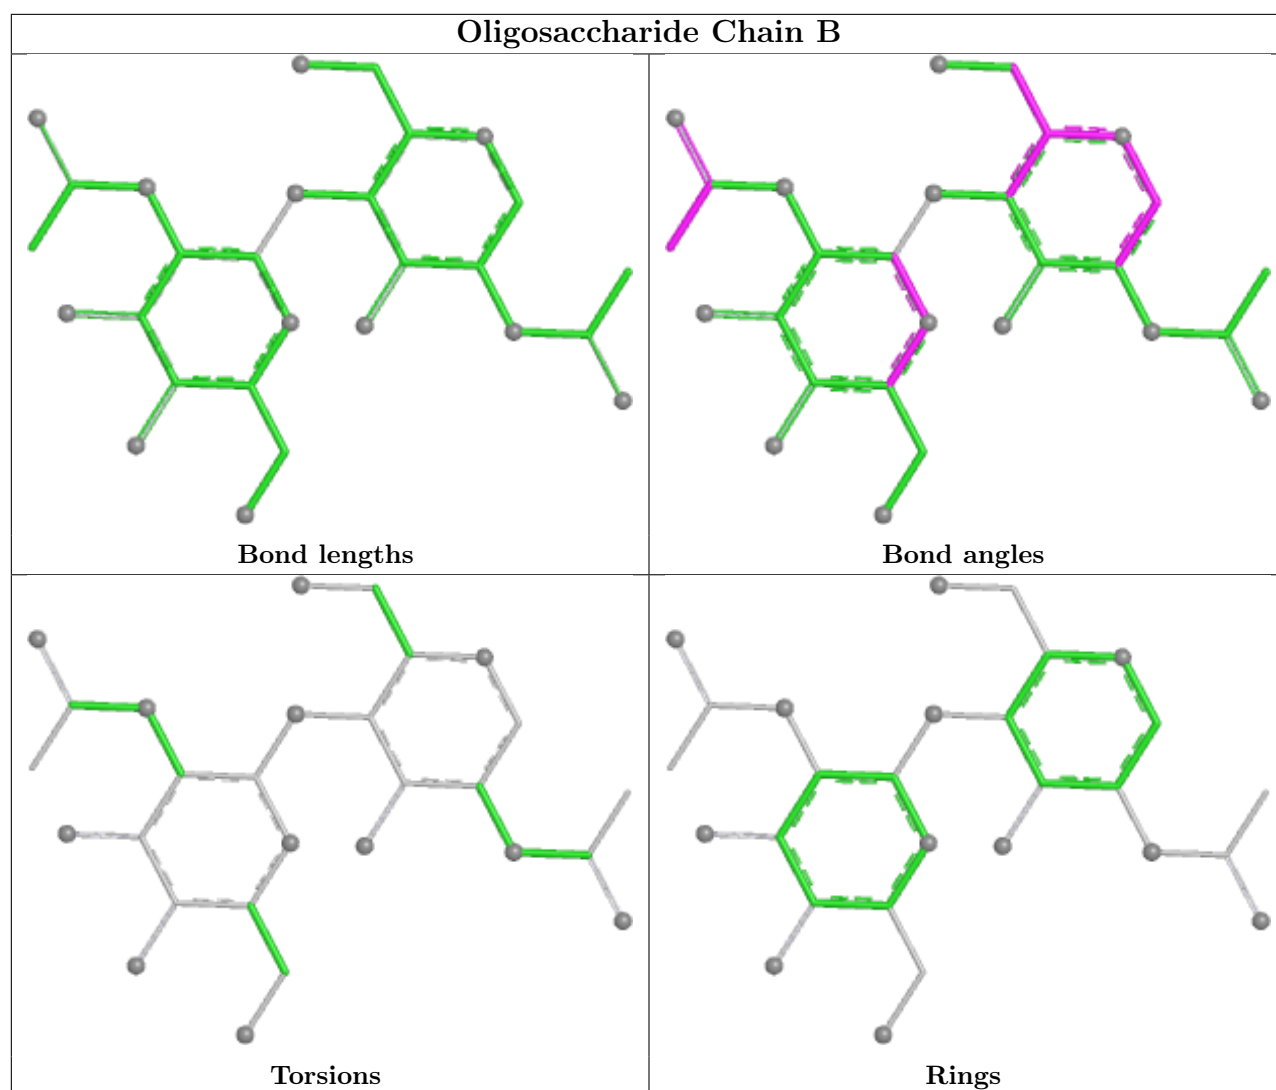 Oligosaccharide Chain B
Bond lengths
Bond angles
Torsions
Rings